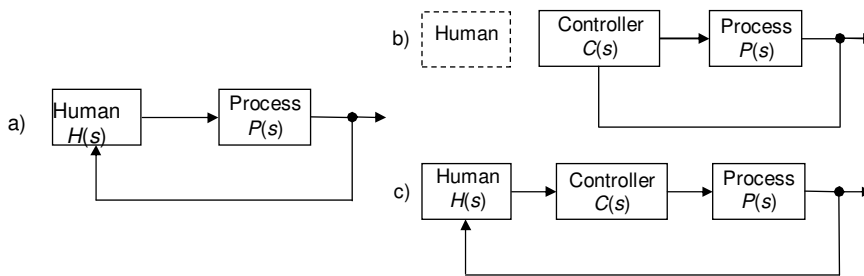 a)
Human
H(s)
Process
P(s)
b)
Human
Controller
C(s)
Process
P(s)
c)
Human
H(s)
Controller
C(s)
Process
P(s)